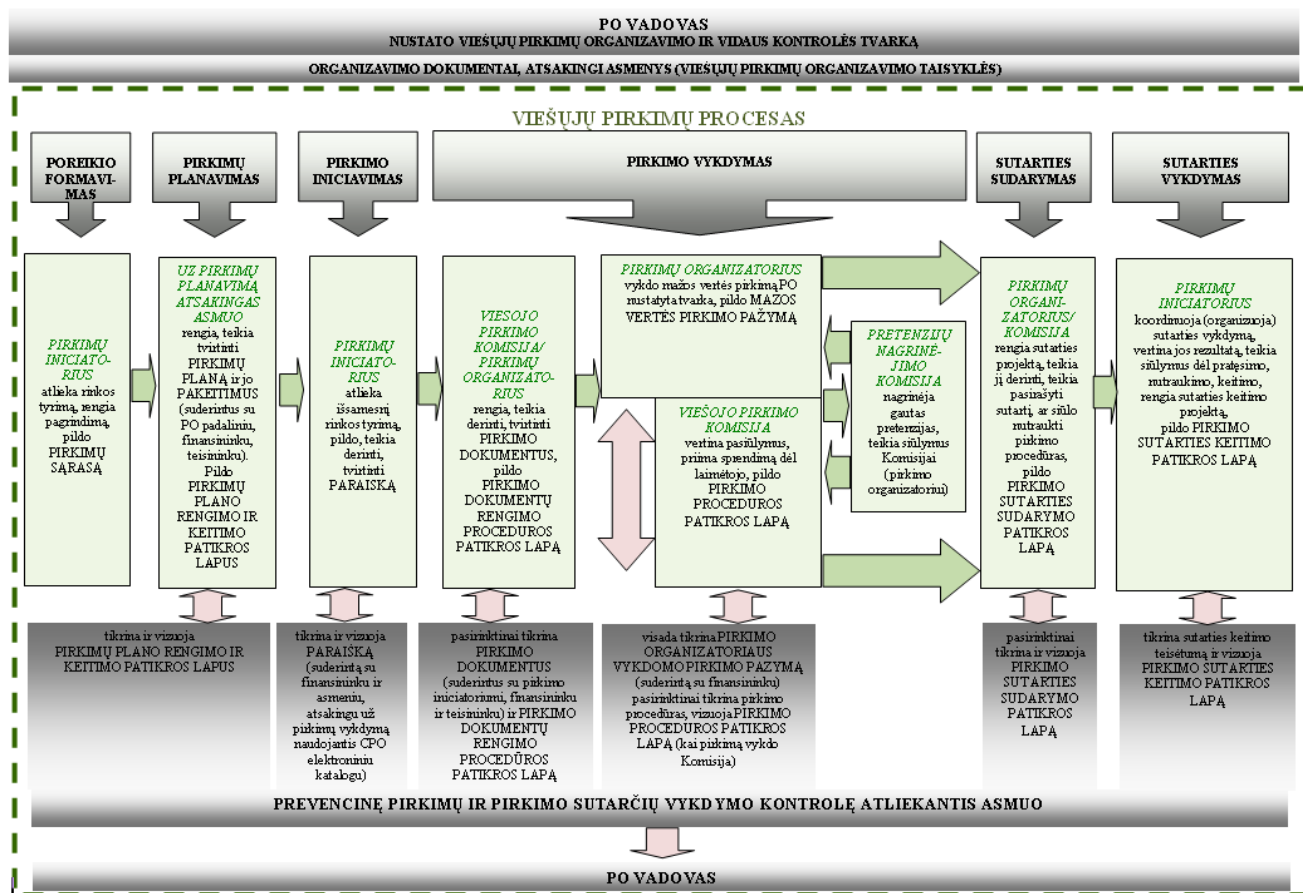 PO VADOVAS
NUSTATO VIEŠŲJŲ PIRKIMŲ ORGANIZAVIMO IR VIDAUS KONTROLĖS TVARKĄ
ORGANIZAVIMO DOKUMENTAI, ATSAKINGI ASMENYS (VIEŠŲJŲ PIRKIMŲ ORGANIZAVIMO TAISYKLĖS)
VIEŠŲJŲ PIRKIMŲ PROCESAS
POREIKIO
FORMAVI-
MAS
PIRKIMŲ
PLANAVIMAS
PIRKIMO
INICIAVIMAS
PIRKIMO VYKDYMAS
SUTARTIES
SUDARYMAS
SUTARTIES
VYKDYMAS
PIRKIMŲ
INICIATO-
RIUS
atlieka rinkos
tyrimą, rengia
pagrindimą,
pildo
PIRKIMŲ
SĄRASĄ
UZ PIRKIMŲ
PLANAVIMĄ
ATSAKINGAS
ASMUO
rengia, teikia
tvirtinti
PIRKIMŲ
PLANĄ ir jo
PAKEITIMUS
(suderintus su
PO padaliniu,
finansininku,
teisininku).
Pildo
PIRKIMŲ
PLANO
RENGIMO IR
KEITIMO
PATIKROS
LAPUS
PIRKIMŲ
INICIATO-
RIUS
atlieka
išsamesnį
rinkos tyrimą,
pildo, teikia
derinti,
tvirtinti
PARAISKĄ
VIESOJO
PIRKIMO
KOMISIJA/
PIRKIMŲ
ORGANIZATO-
RIUS
rengia, teikia
derinti, tvirtinti
PIRKIMO
DOKUMENTUS,
pildo
PIRKIMO
DOKUMENTŲ
RENGIMO
PROCEDUROS
PATIKROS LAPĄ
PIRKIMŲ ORGANIZATORIUS
vykdo mažos vertės pirkimą PO
nustatyta tvarka, pildo MAZOS
VERTĖS PIRKIMO PAŽYMĄ
VIEŠOJO PIRKIMO
KOMISIJA
vertina pasiūlymus,
priima sprendimą dėl
laimėtojo, pildo
PIRKIMO
PROCEDUROS
PATIKROS LAPĄ
PRETENZIJŲ
NAGRINĖ-
JIMO
KOMISIJA
nagrinėja
gautas
pretenzijas,
teikia siūlymus
Komisijai
(pirkimo
organizatoriui)
PIRKIMŲ
ORGANI-
ZATORIUS/
KOMISIJA
rengia sutarties
projektą, teikia
jį derinti, teikia
pasirašyti
sutarti, ar siūlo
nutraukti
pirkimo
procedūras,
pildo
PIRKIMO
SUTARTIES
SUDARYMO
PATIKROS
LAPĄ
PIRKIMŲ
INICIATORIUS
koordinuoja (organizuoja)
sutarties vykdymą,
vertina jos rezultatą, teikia
siūlymus dėl pratęsimo,
nutraukimo, keitimo,
rengia sutarties keitimo
projektą,
pildo PIRKIMO
SUTARTIES KEITIMO
PATIKROS LAPĄ
tikrina ir vizuoja
PIRKIMŲ PLANO RENGIMO IR
KEITIMO PATIKROS LAPUS
tikrina ir vizuoja
PARAIŠKĄ
(suderintą su
finansininku ir
asmeniu,
atsakingu už
pirkimų vykdymą
naudojantis CPO
elektroniniu
katalogu)
pasirinktinai tikrina
PIRKIMO
DOKUMENTUS
(suderintus su pirkimo
iniciatoriumi, finansininku
ir teisininku) ir PIRKIMO
DOKUMENTŲ
RENGIMO
PROCEDŪROS
PATIKROS LAPĄ
visada tikrina PIRKIMO
ORGANIZATORIAUS
VYKDOMO PIRKIMO PAZYMĄ
(suderintą su finansininku)
pasirinktinai tikrina pirkimo
procedūras, vizuoja PIRKIMO
PROCEDUROS PATIKROS
LAPĄ (kai pirkimą vykdo
Komisija)
pasirinktinai
tikrina ir vizuoja
PIRKIMO
SUTARTIES
SUDARYMO
PATIKROS
LAPĄ
tikrina sutarties keitimo
teisėtumą ir vizuoja
PIRKIMO SUTARTIES
KEITIMO PATIKROS
LAPĄ
PREVENCINĘ PIRKIMŲ IR PIRKIMO SUTARČIŲ VYKDYMO KONTROLĘ ATLIEKANTIS ASMUO
PO VADOVAS